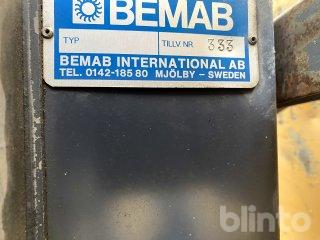 BEMAB
TYP TILLV. NR 333
BEMAB INTERNATIONAL AB
TEL. 0142-185 80 MJÖLBY – SWEDEN
blinto